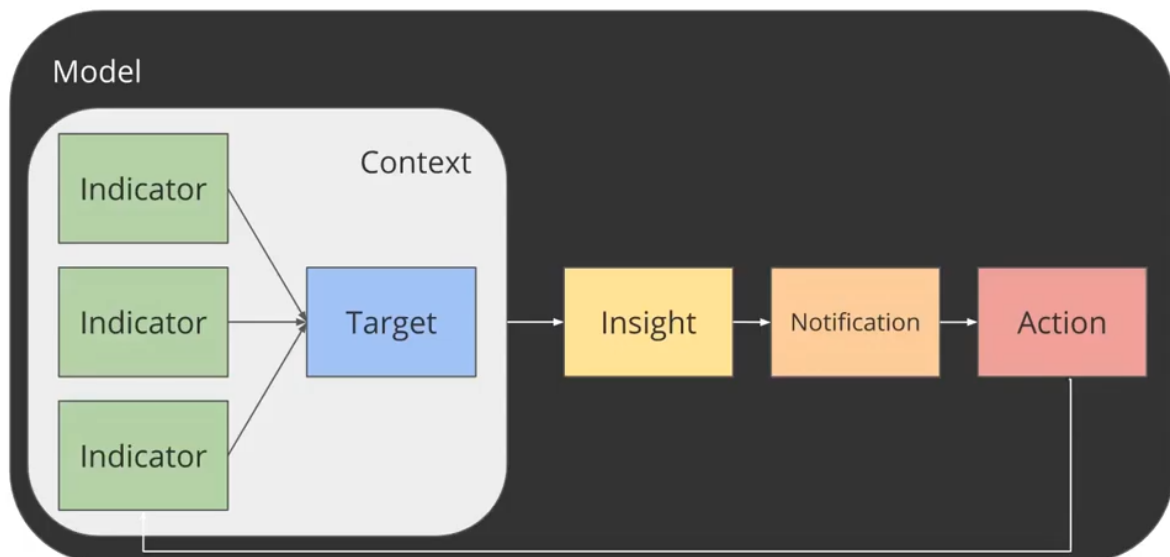 Model
Context
Indicator
Indicator
Target
Insight
Notification
Action
Indicator